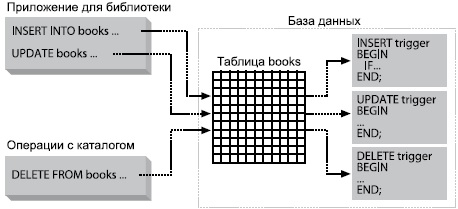 Приложение для библиотеки
INSERT INTO books ...
UPDATE books ...
Операции с каталогом
DELETE FROM books ...
База данных
Таблица books
INSERT trigger
BEGIN
IF...
END;
UPDATE trigger
BEGIN
...
END;
DELETE trigger
BEGIN
...
END;